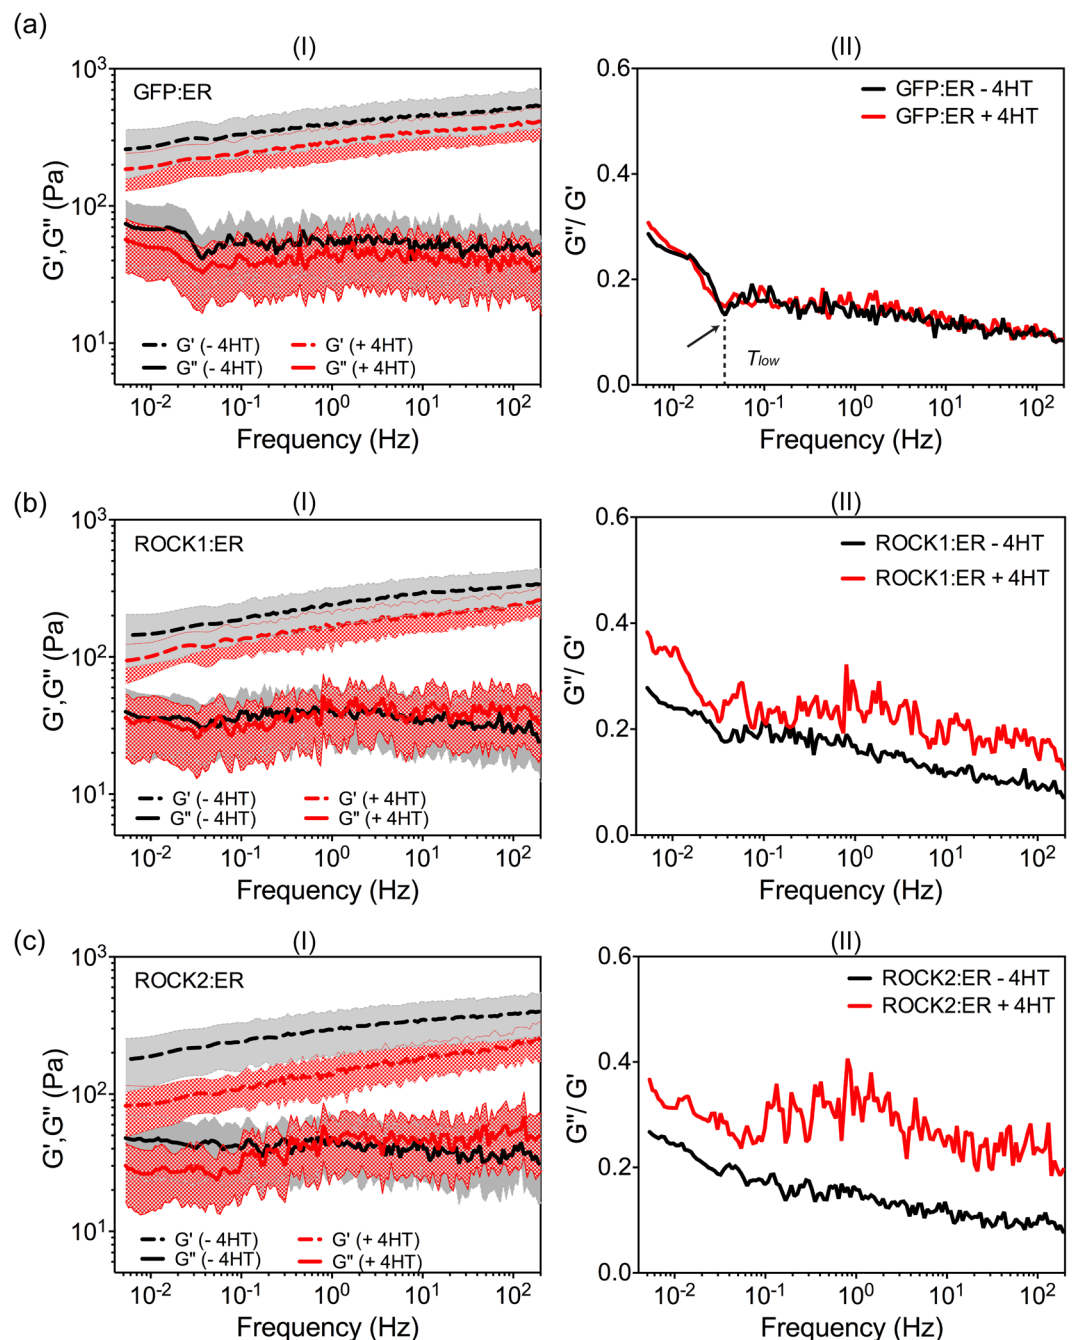 (a)
(I)
(II)
10³
10²
10¹
G',G'' (Pa)
GFP:ER
G' (- 4HT)
G' (+ 4HT)
G'' (- 4HT)
G'' (+ 4HT)
10⁻² 10⁻¹ 10⁰ 10¹ 10²
Frequency (Hz)
0.6
0.4
0.2
0.0
G''/ G'
GFP:ER - 4HT
GFP:ER + 4HT
Tlow
10⁻² 10⁻¹ 10⁰ 10¹ 10²
Frequency (Hz)
(b)
(I)
(II)
10³
10²
10¹
G',G'' (Pa)
ROCK1:ER
G' (- 4HT)
G' (+ 4HT)
G'' (- 4HT)
G'' (+ 4HT)
10⁻² 10⁻¹ 10⁰ 10¹ 10²
Frequency (Hz)
0.6
0.4
0.2
0.0
G''/ G'
ROCK1:ER - 4HT
ROCK1:ER + 4HT
10⁻² 10⁻¹ 10⁰ 10¹ 10²
Frequency (Hz)
(c)
(I)
(II)
10³
10²
10¹
G',G'' (Pa)
ROCK2:ER
G' (- 4HT)
G' (+ 4HT)
G'' (- 4HT)
G'' (+ 4HT)
10⁻² 10⁻¹ 10⁰ 10¹ 10²
Frequency (Hz)
0.6
0.4
0.2
0.0
G''/ G'
ROCK2:ER - 4HT
ROCK2:ER + 4HT
10⁻² 10⁻¹ 10⁰ 10¹ 10²
Frequency (Hz)